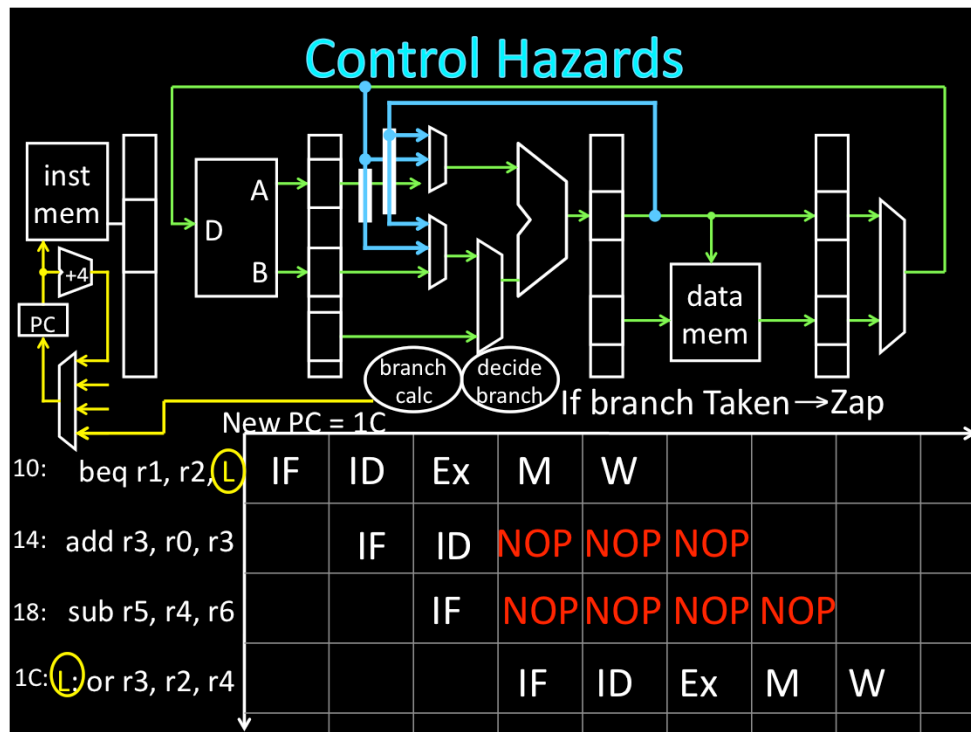 Control Hazards
inst
mem
A
D
B
+4
PC
data
mem
branch
calc
decide
branch
If branch Taken → Zap
New PC = 1C
10: beq r1, r2, L IF ID Ex M W
14: add r3, r0, r3 IF ID NOP NOP NOP
18: sub r5, r4, r6 IF NOP NOP NOP NOP
1C: L: or r3, r2, r4 IF ID Ex M W